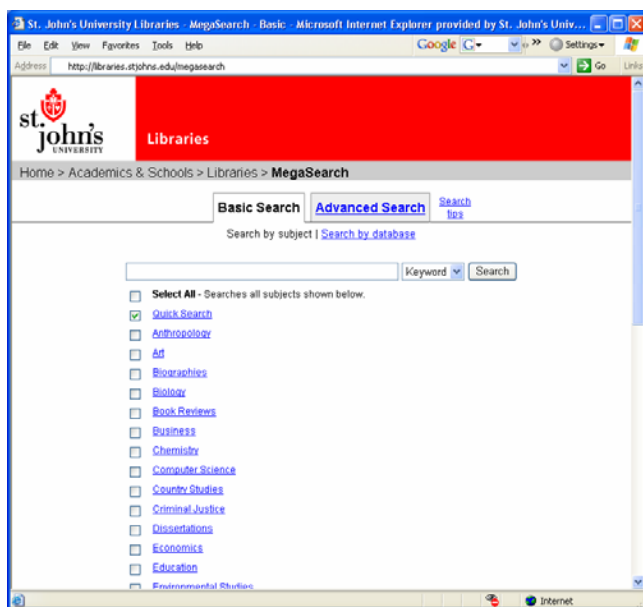 St. John's University Libraries - MegaSearch - Basic - Microsoft Internet Explorer provided by St. John's Univ...
File Edit View Favorites Tools Help Google G Settings
Address http://libraries.stjohns.edu/megasearch Go Links
st. john's UNIVERSITY
Libraries
Home > Academics & Schools > Libraries > MegaSearch
Basic Search Advanced Search Search tips
Search by subject | Search by database
Keyword Search
Select All - Searches all subjects shown below.
Quick Search
Anthropology
Art
Biographies
Biology
Book Reviews
Business
Chemistry
Computer Science
Country Studies
Criminal Justice
Dissertations
Economics
Education
Environmental Studies
Internet